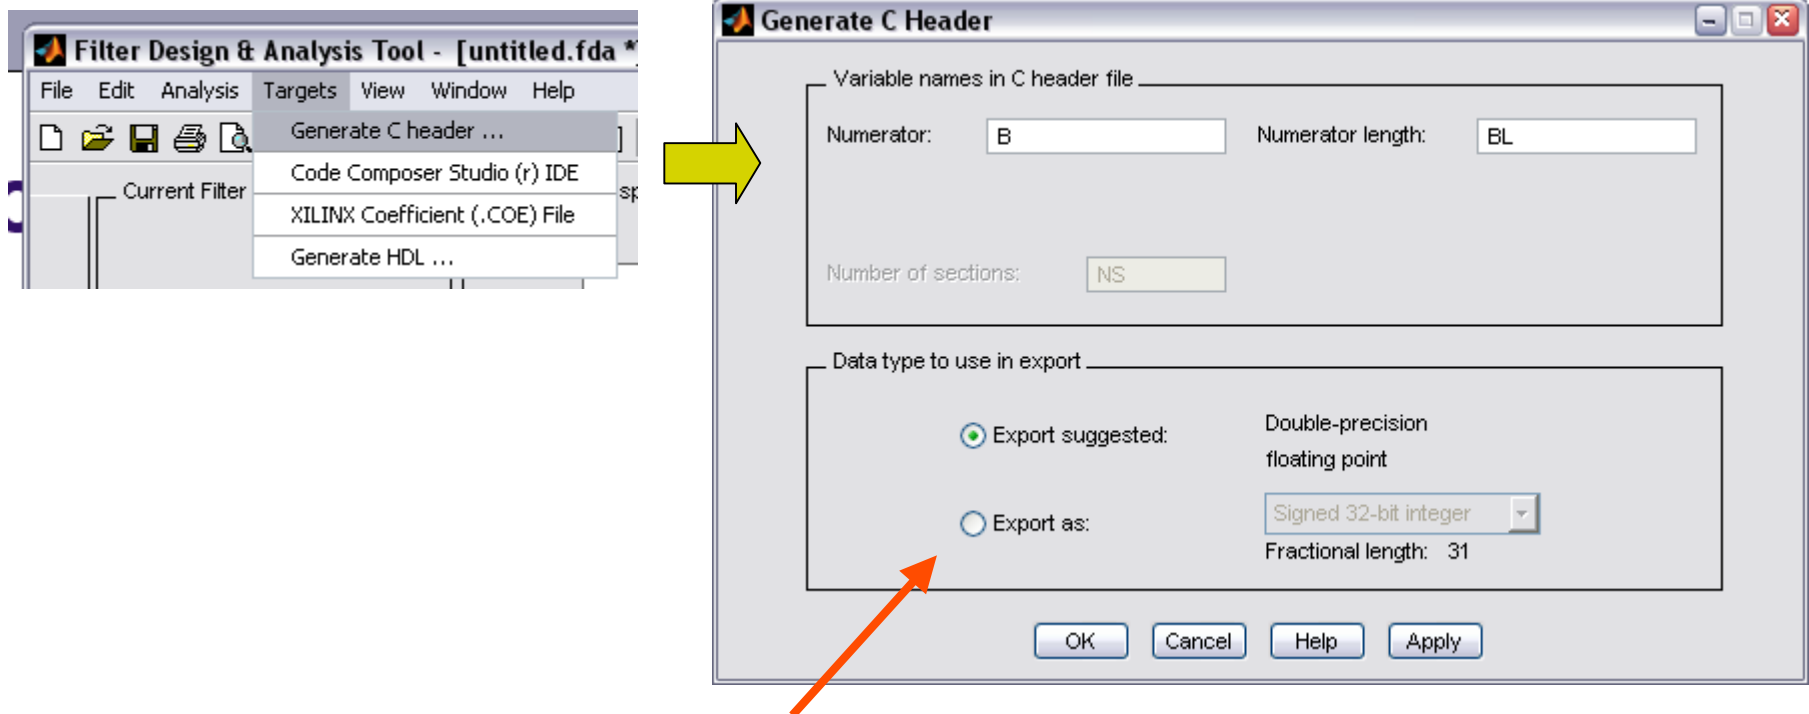 Filter Design & Analysis Tool - [untitled.fda *]
File Edit Analysis Targets View Window Help
Generate C header ...
Code Composer Studio (r) IDE
Current Filter
XILINX Coefficient (.COE) File
Generate HDL ...
Generate C Header
Variable names in C header file
Numerator: B Numerator length: BL
Number of sections: NS
Data type to use in export
Export suggested: Double-precision
floating point
Export as: Signed 32-bit integer
Fractional length: 31
OK Cancel Help Apply